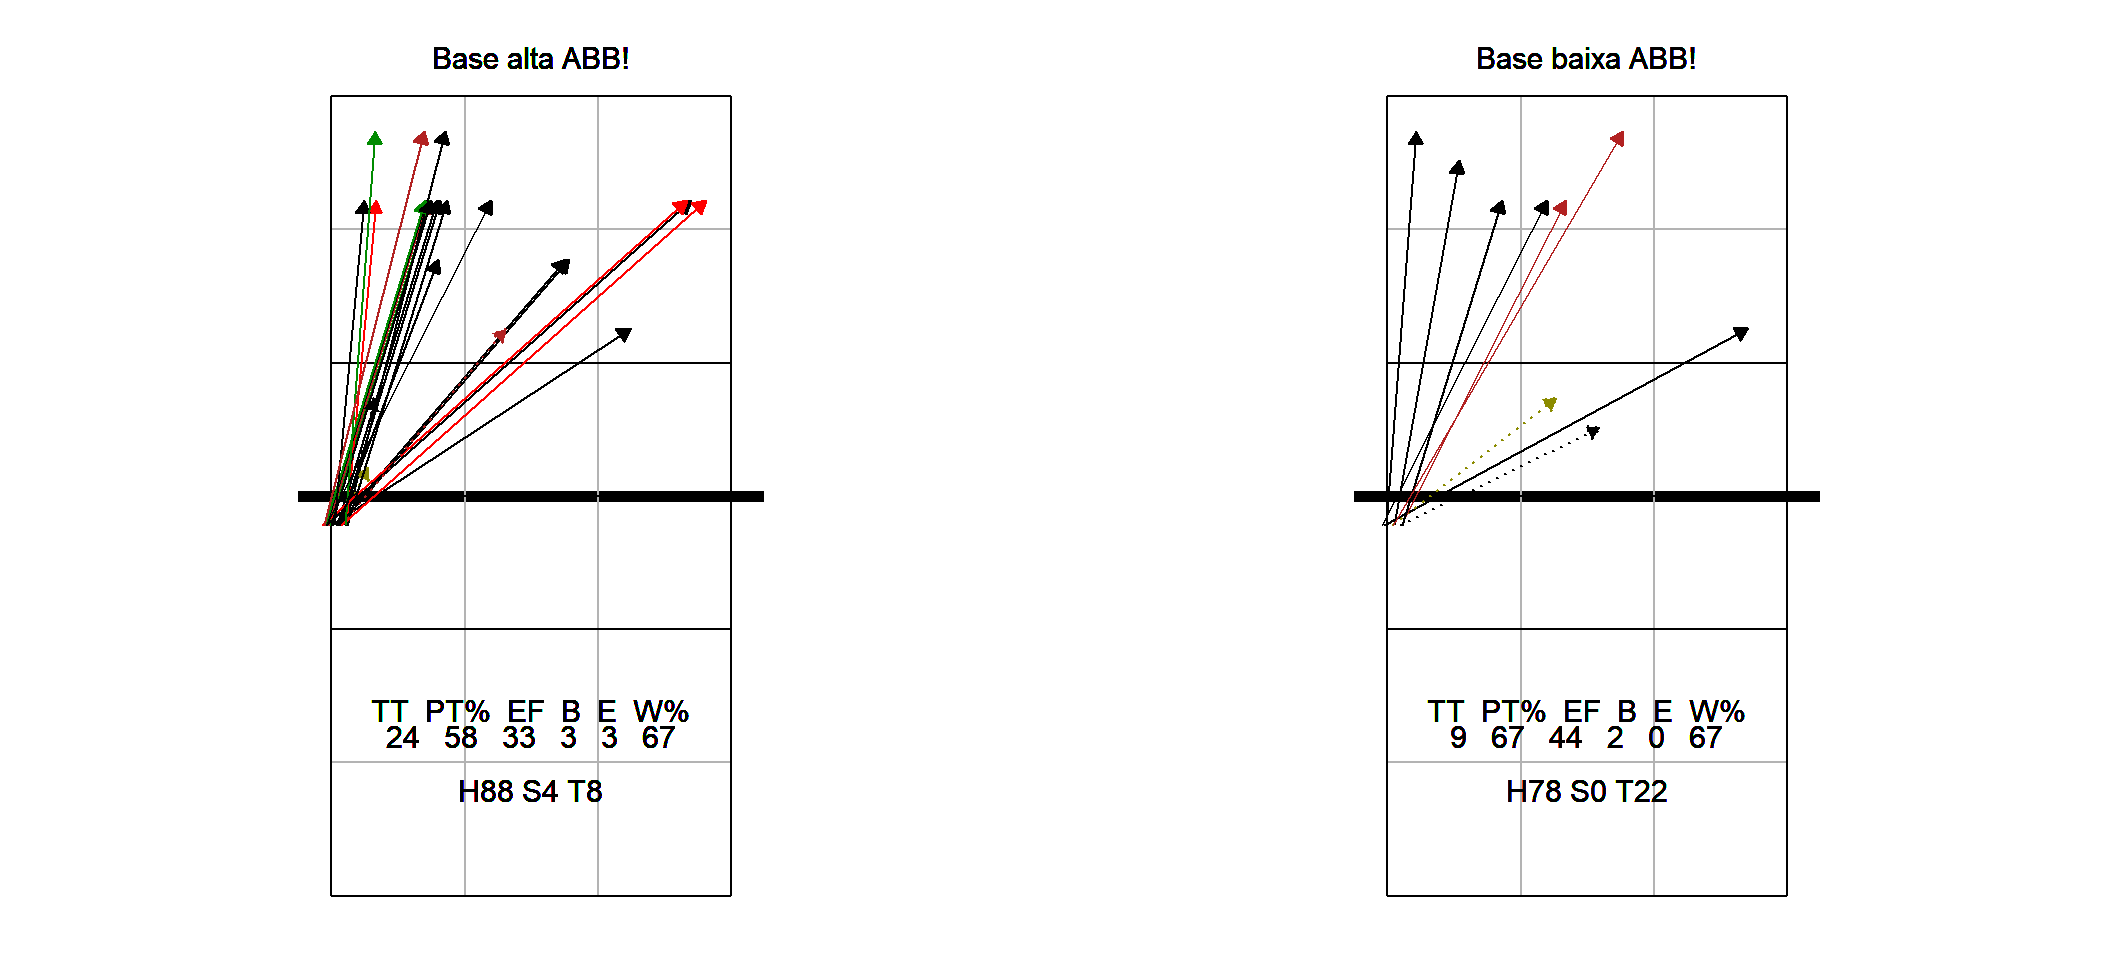 Base alta ABB!
TT PT% EF B E W%
24 58 33 3 3 67
H88 S4 T8
Base baixa ABB!
TT PT% EF B E W%
9 67 44 2 0 67
H78 S0 T22